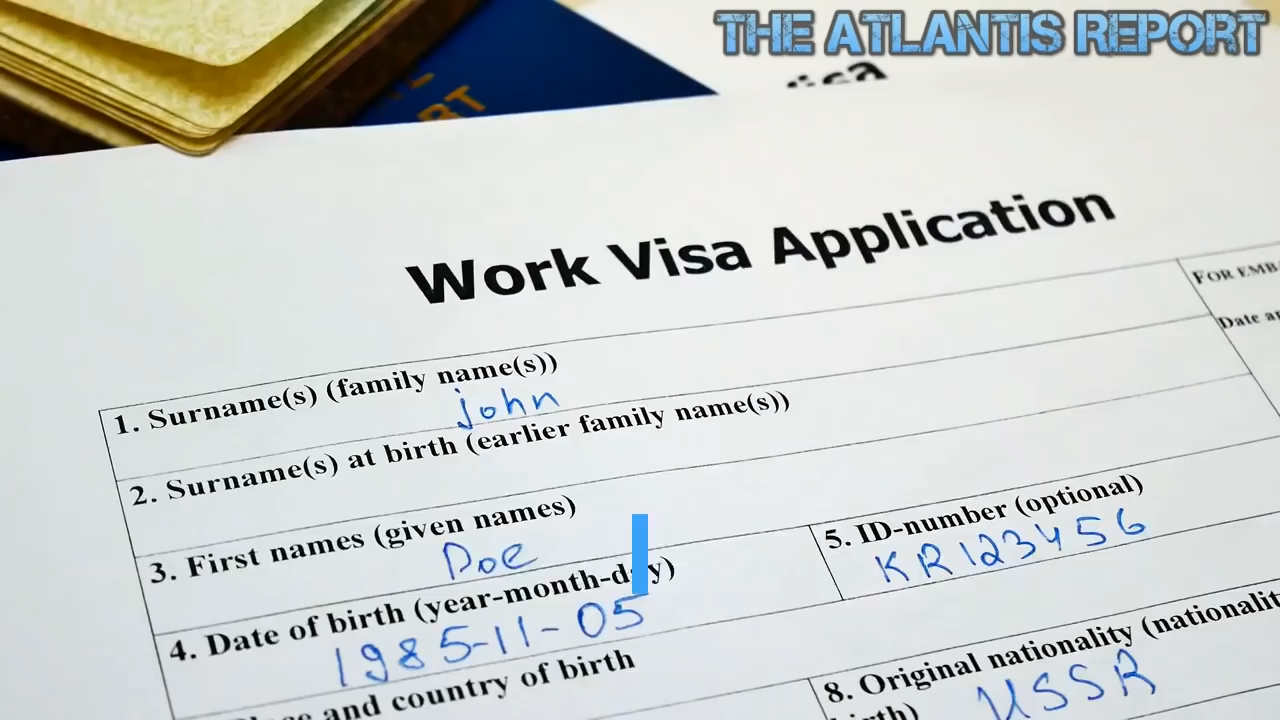 THE ATLANTIS REPORT
Work Visa Application
FOR
Date
1. Surname(s) (family name(s))
john
2. Surname(s) at birth (earlier family name(s))
3. First names (given names)
Doe
4. Date of birth (year-month-day)
1985-11-05
5. ID-number (optional)
KR123456
and country of birth
8. Original nationality
USSR